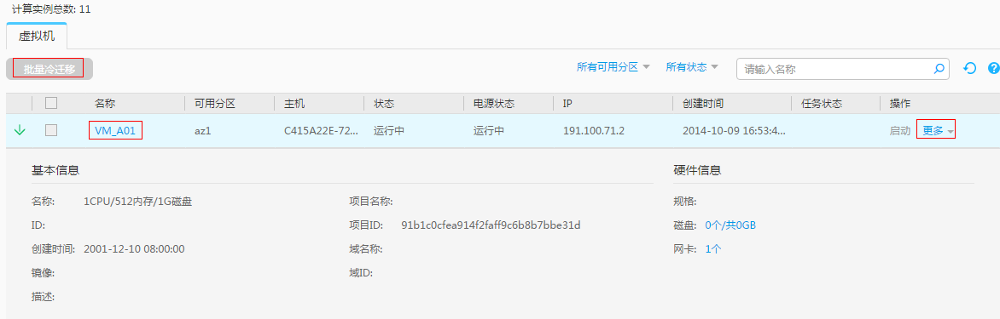 计算实例总数: 11
虚拟机
批量冷迁移 所有可用分区 所有状态 请输入名称
名称 可用分区 主机 状态 电源状态 IP 创建时间 任务状态 操作
VM_A01 az1 C415A22E-72... 运行中 运行中 191.100.71.2 2014-10-09 16:53:4... 启动 更多
基本信息 硬件信息
名称: 1CPU/512内存/1G磁盘 项目名称: 规格:
ID: 项目ID: 91b1c0cfea914f2faff9c6b8b7bbe31d 磁盘: 0个/共0GB
创建时间: 2001-12-10 08:00:00 域名称: 网卡: 1个
镜像: 域ID:
描述: